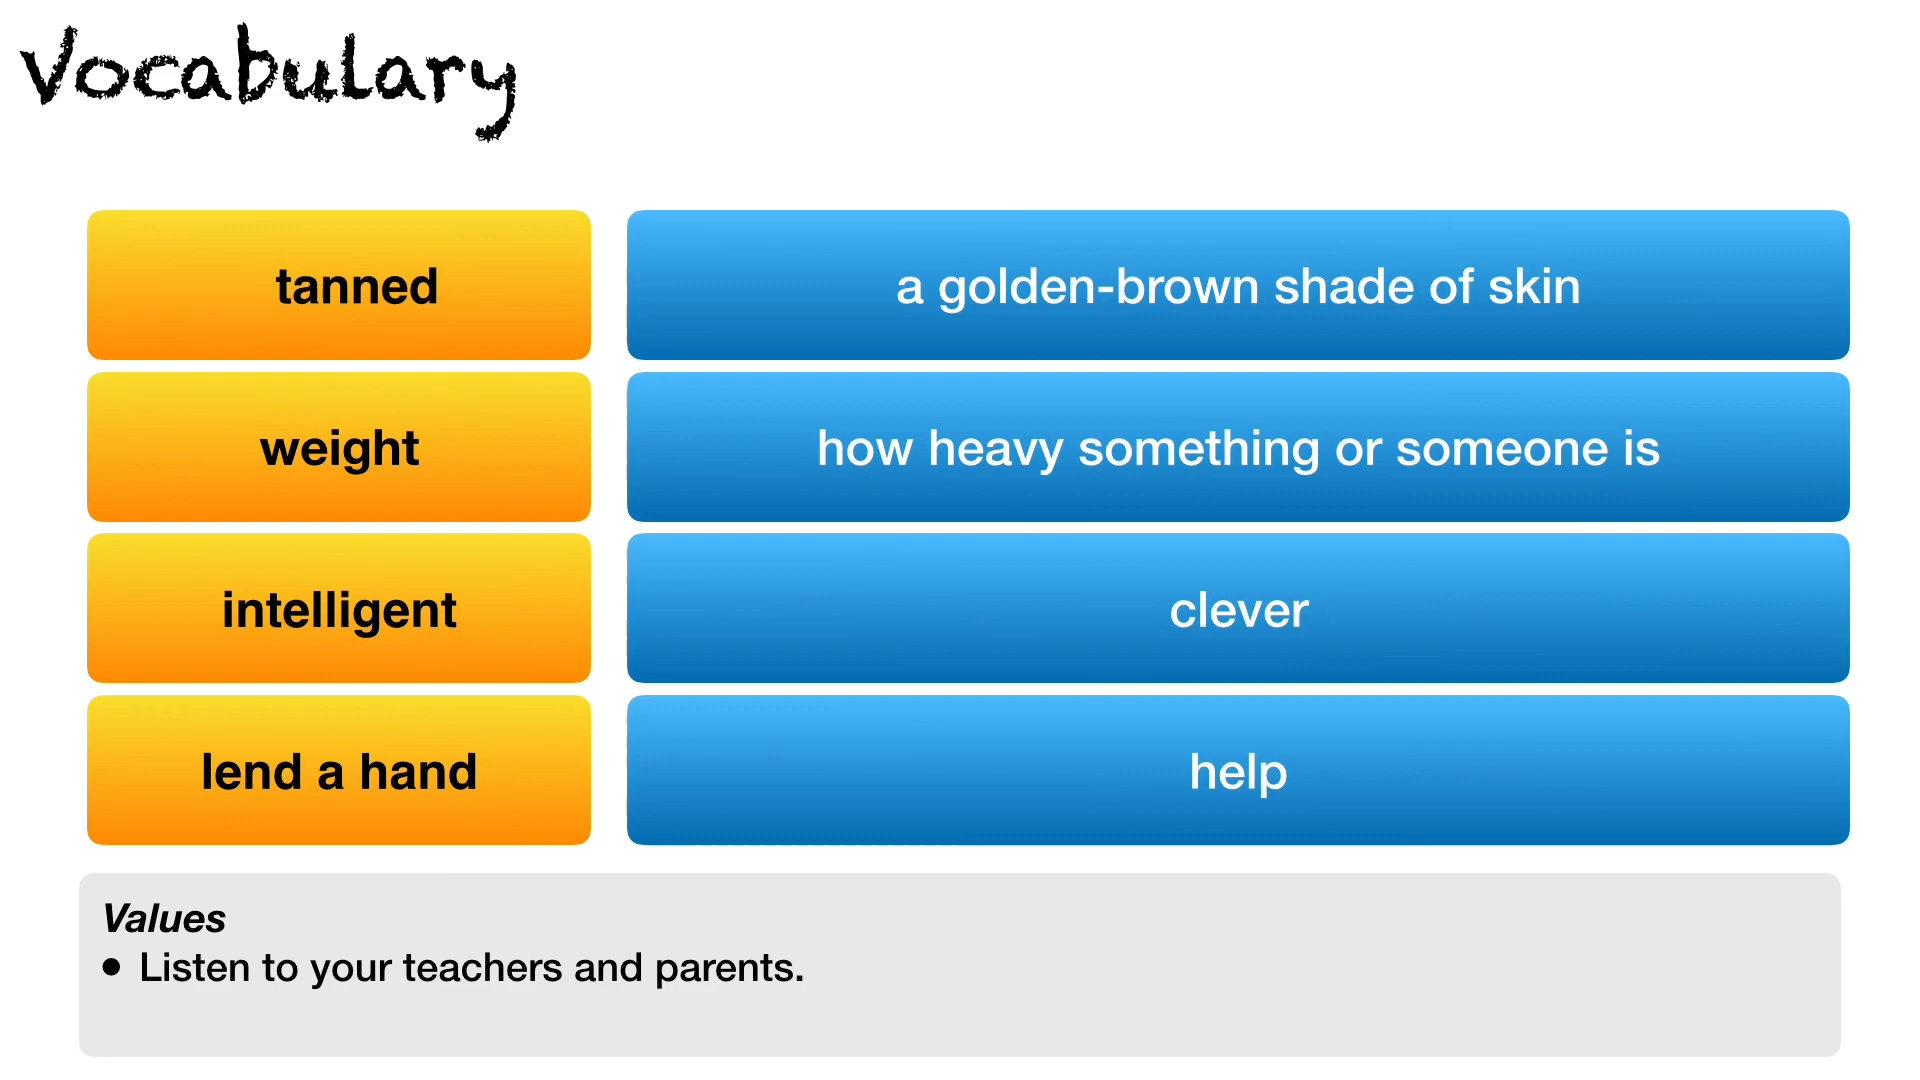 Vocabulary
tanned
a golden-brown shade of skin
weight
how heavy something or someone is
intelligent
clever
lend a hand
help
Values
• Listen to your teachers and parents.